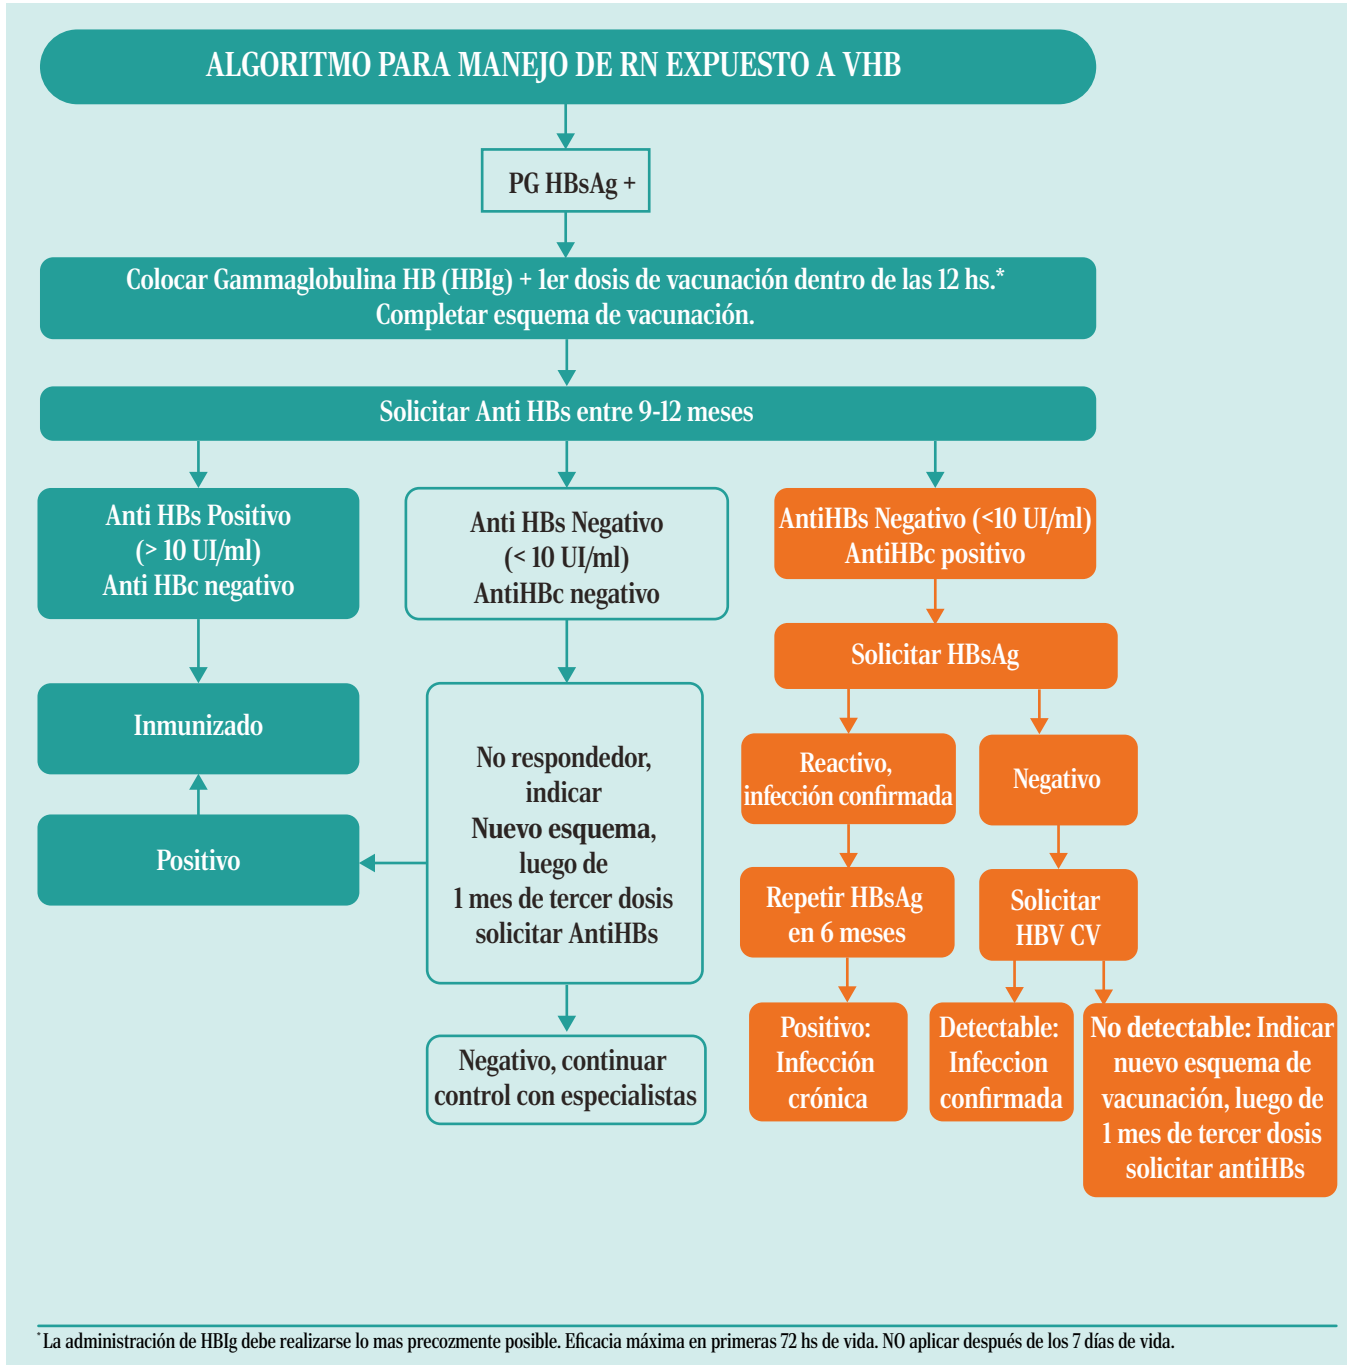 ALGORITMO PARA MANEJO DE RN EXPUESTO A VHB
PG HBsAg +
Colocar Gammaglobulina HB (HBIg) + 1er dosis de vacunación dentro de las 12 hs.*
Completar esquema de vacunación.
Solicitar Anti HBs entre 9-12 meses
Anti HBs Positivo
(> 10 UI/ml)
Anti HBc negativo
Inmunizado
Positivo
Anti HBs Negativo
(< 10 UI/ml)
AntiHBc negativo
No respondedor,
indicar
Nuevo esquema,
luego de
1 mes de tercer dosis
solicitar AntiHBs
Negativo, continuar
control con especialistas
AntiHBs Negativo (<10 UI/ml)
AntiHBc positivo
Solicitar HBsAg
Reactivo,
infección confirmada
Repetir HBsAg
en 6 meses
Positivo:
Infección
crónica
Negativo
Solicitar
HBV CV
Detectable:
Infeccion
confirmada
No detectable: Indicar
nuevo esquema de
vacunación, luego de
1 mes de tercer dosis
solicitar antiHBs
* La administración de HBIg debe realizarse lo mas precozmente posible. Eficacia máxima en primeras 72 hs de vida. NO aplicar después de los 7 días de vida.